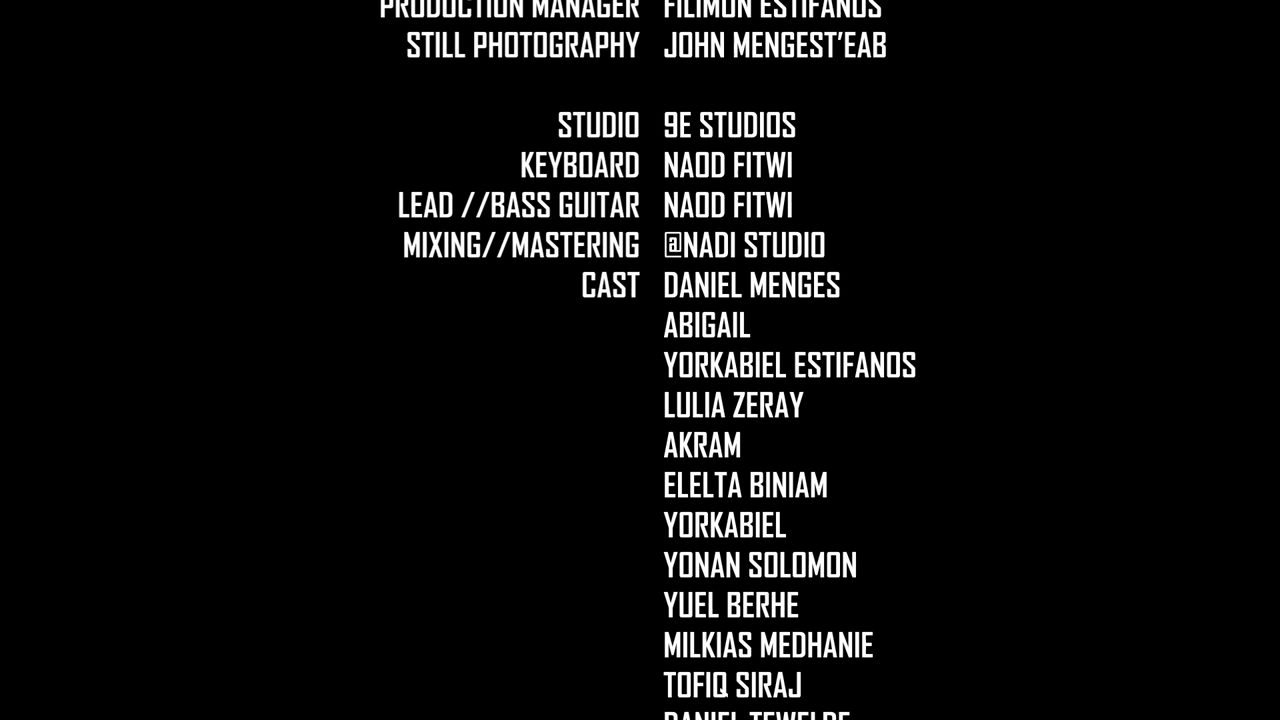 PRODUCTION MANAGER FILIMON ESTIFANOS
STILL PHOTOGRAPHY JOHN MENGEST'EAB
STUDIO 9E STUDIOS
KEYBOARD NAOD FITWI
LEAD //BASS GUITAR NAOD FITWI
MIXING//MASTERING @NADI STUDIO
CAST DANIEL MENGES
ABIGAIL
YORKABIEL ESTIFANOS
LULIA ZERAY
AKRAM
ELELTA BINIAM
YORKABIEL
YONAN SOLOMON
YUEL BERHE
MILKIAS MEDHANIE
TOFIQ SIRAJ
DANIEL TEWELDE